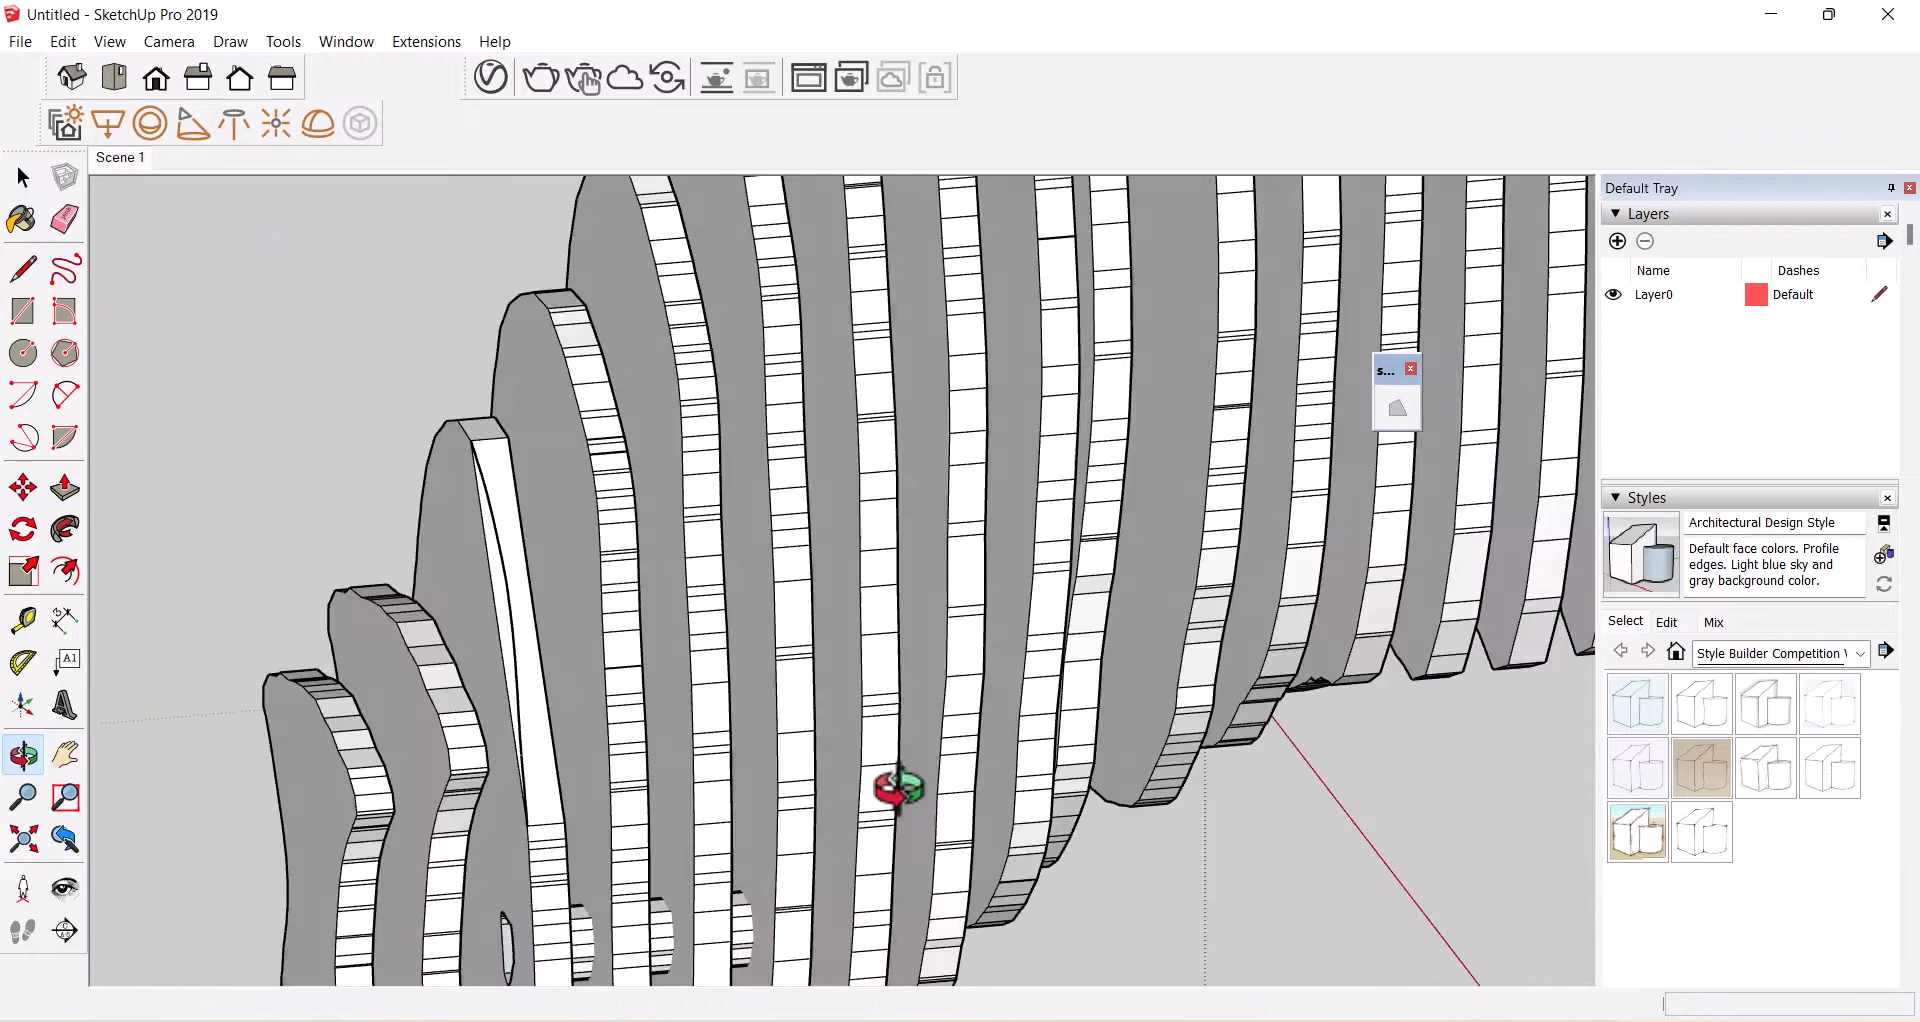 Untitled - SketchUp Pro 2019
File Edit View Camera Draw Tools Window Extensions Help
Scene 1
Default Tray
Layers
Name Dashes
Layer0 Default
s...
Styles
Architectural Design Style
Default face colors. Profile
edges. Light blue sky and
gray background color.
Select Edit Mix
Style Builder Competition
A1